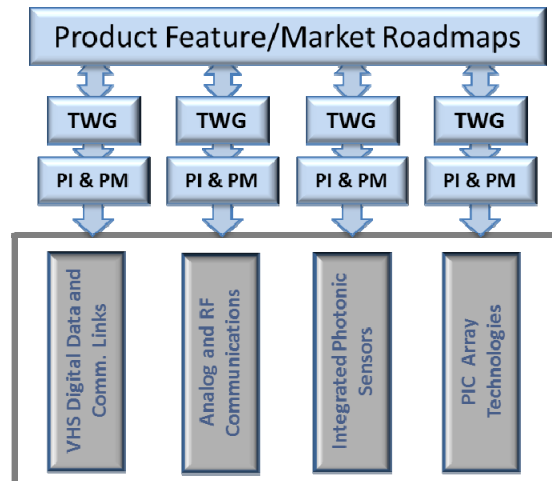 Product Feature/Market Roadmaps
TWG
TWG
TWG
TWG
PI & PM
PI & PM
PI & PM
PI & PM
VHS Digital Data and
Comm. Links
Analog and RF
Communications
Integrated Photonic
Sensors
PIC Array
Technologies